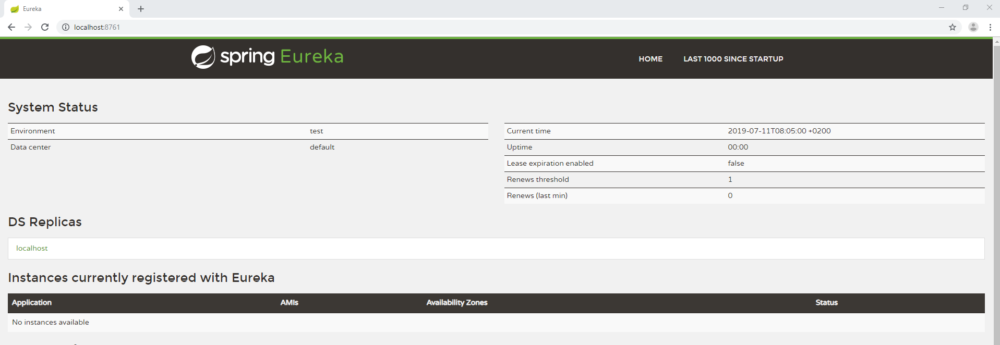 Eureka
localhost:8761
spring Eureka
HOME LAST 1000 SINCE STARTUP
System Status
Environment test
Data center default
Current time 2019-07-11T08:05:00 +0200
Uptime 00:00
Lease expiration enabled false
Renews threshold 1
Renews (last min) 0
DS Replicas
localhost
Instances currently registered with Eureka
Application AMIs Availability Zones Status
No instances available